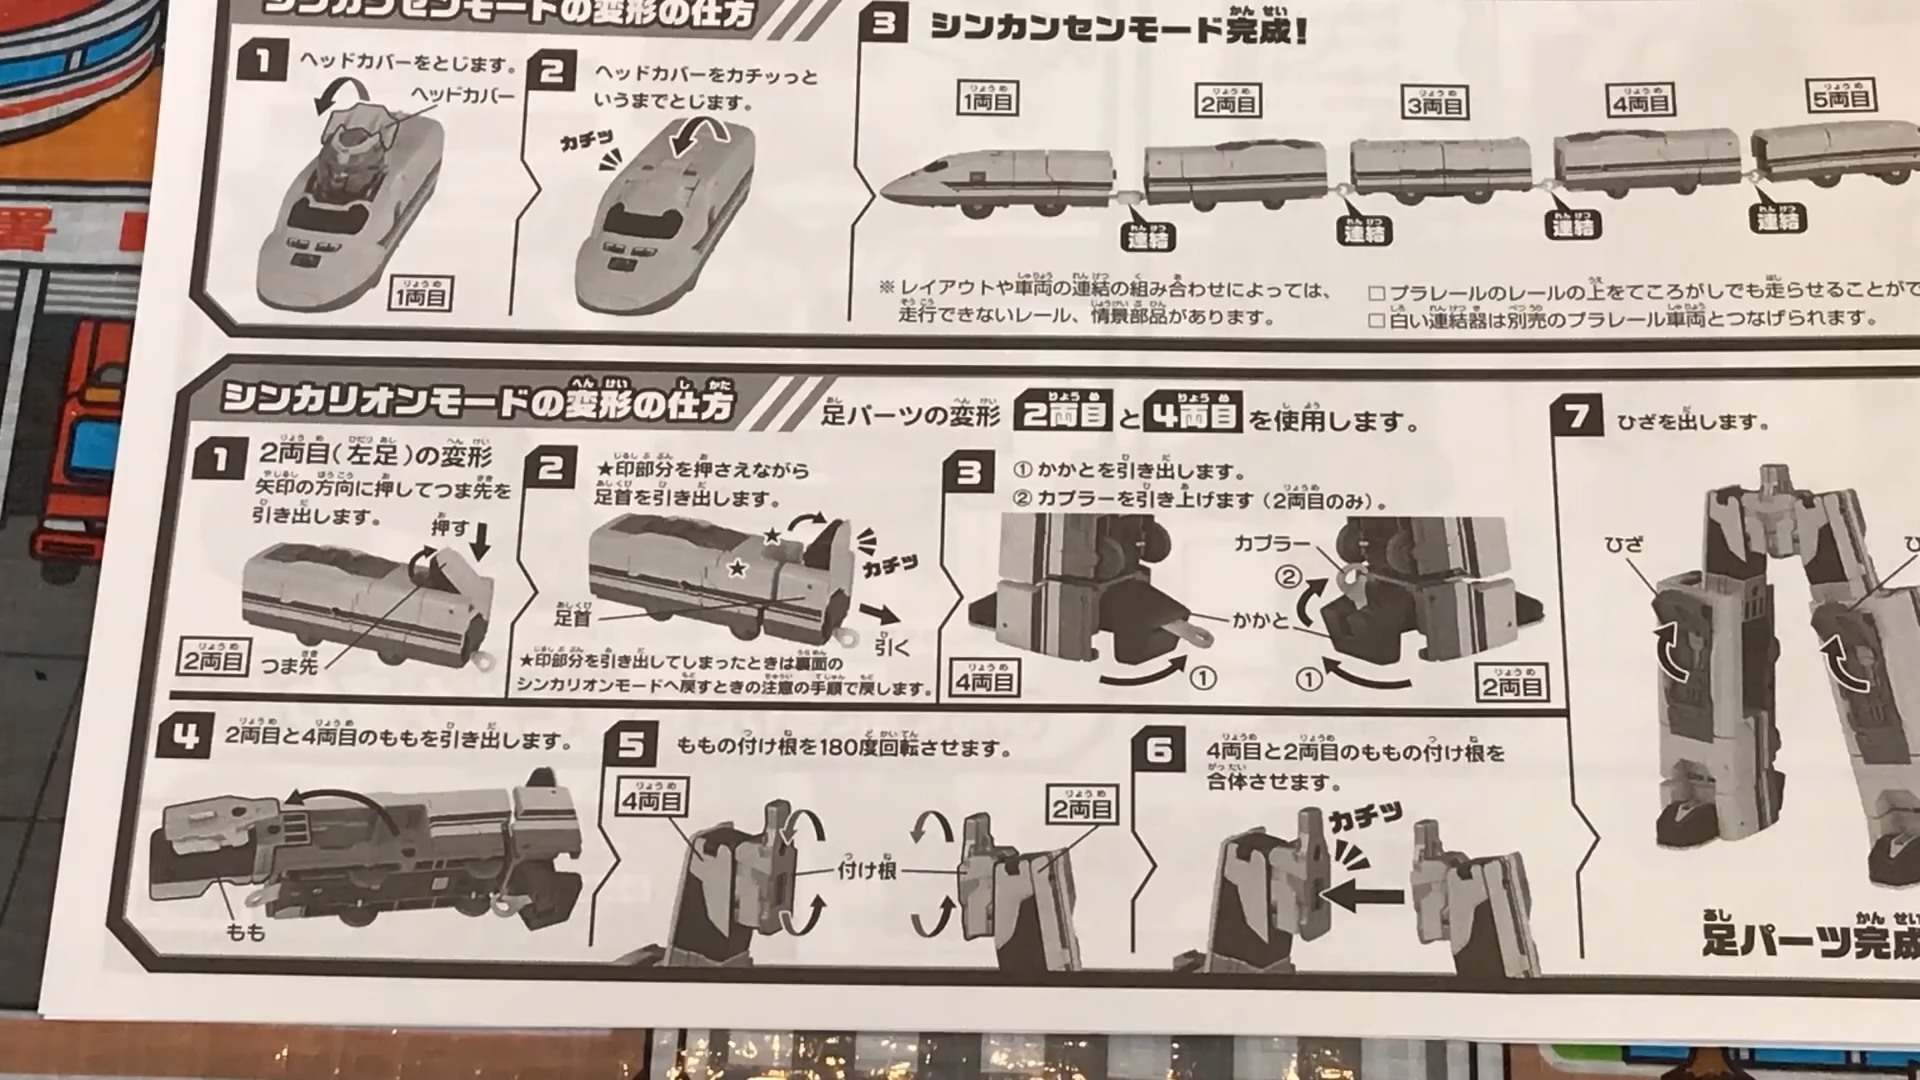 シンカンセンモードの変形の仕方
1
ヘッドカバーをとじます。
ヘッドカバー
1両目
2
ヘッドカバーをカチッっと
いうまでとじます。
カチッ
3
シンカンセンモード完成!
1両目
2両目
3両目
4両目
5両目
連結
連結
連結
連結
※レイアウトや車両の連結の組み合わせによっては、
走行できないレール、情景部品があります。
□プラレールのレールの上をてころがしでも走らせることがで
□白い連結器は別売のプラレール車両とつなげられます。
シンカリオンモードの変形の仕方
足パーツの変形 2両目と4両目を使用します。
1
2両目(左足)の変形
矢印の方向に押してつま先を
引き出します。
押す
2両目
つま先
2
★印部分を押さえながら
足首を引き出します。
★
★
カチッ
足首
引く
★印部分を引き出してしまったときは裏面の
シンカリオンモードへ戻すときの注意の手順で戻します。
3
①かかとを引き出します。
②カプラーを引き上げます(2両目のみ)。
カプラー
②
かかと
①
①
4両目
2両目
4
2両目と4両目のももを引き出します。
もも
5
ももの付け根を180度回転させます。
4両目
2両目
付け根
6
4両目と2両目のももの付け根を
合体させます。
カチッ
7
ひざを出します。
ひざ
ひ
足パーツ完成